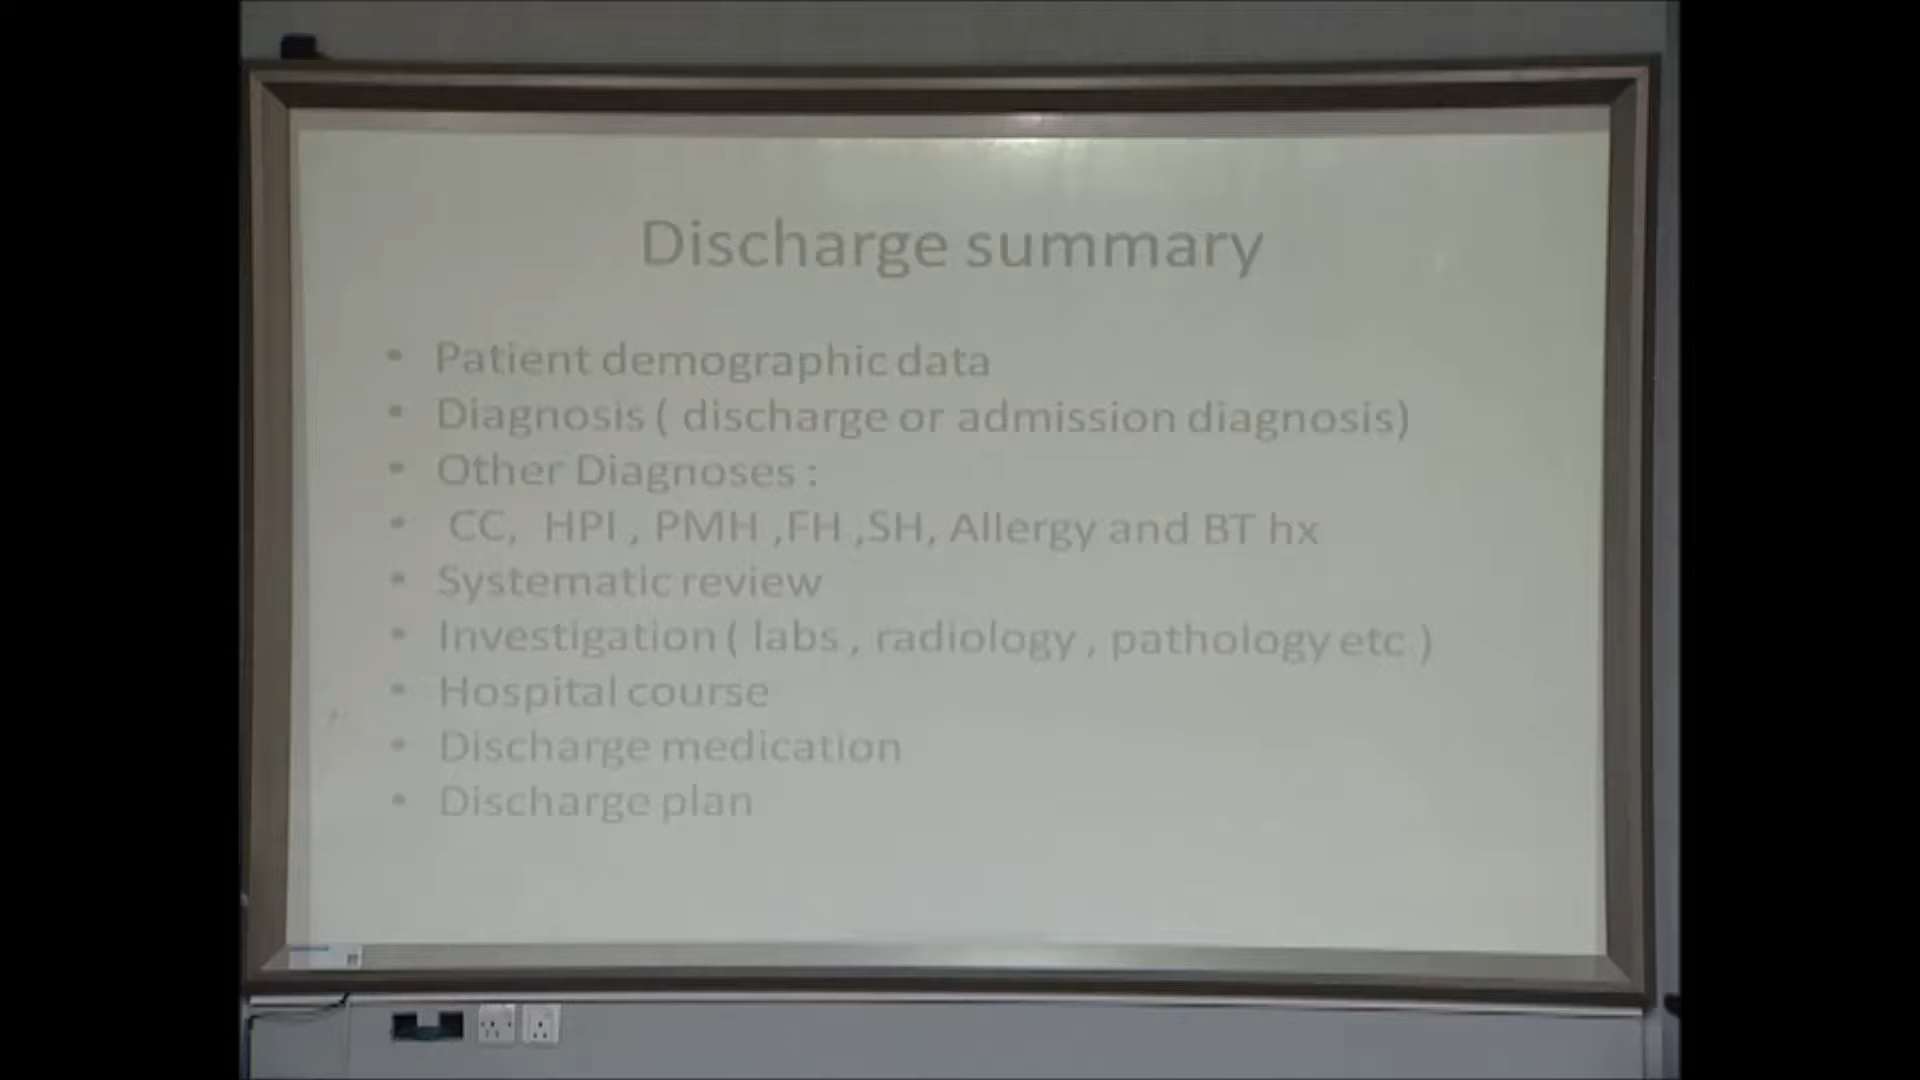 Discharge summary
• Patient demographic data
• Diagnosis ( discharge or admission diagnosis)
• Other Diagnoses :
• CC, HPI , PMH ,FH ,SH, Allergy and BT hx
• Systematic review
• Investigation ( labs , radiology , pathology etc )
• Hospital course
• Discharge medication
• Discharge plan